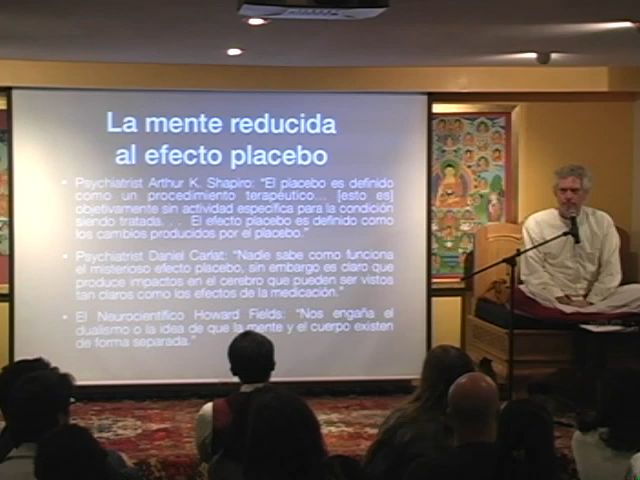 La mente reducida
al efecto placebo
• Psychiatrist Arthur K. Shapiro: “El placebo es definido
como un procedimiento terapéutico... [esto es]
objetivamente sin actividad específica para la condición
siendo tratada. . . El efecto placebo es definido como
los cambios producidos por el placebo.”
• Psychiatrist Daniel Carlat: “Nadie sabe como funciona
el misterioso efecto placebo, sin embargo es claro que
produce impactos en el cerebro que pueden ser vistos
tan claros como los efectos de la medicación.”
• El Neurocientífico Howard Fields: “Nos engaña el
dualismo o la idea de que la mente y el cuerpo existen
de forma separada.”